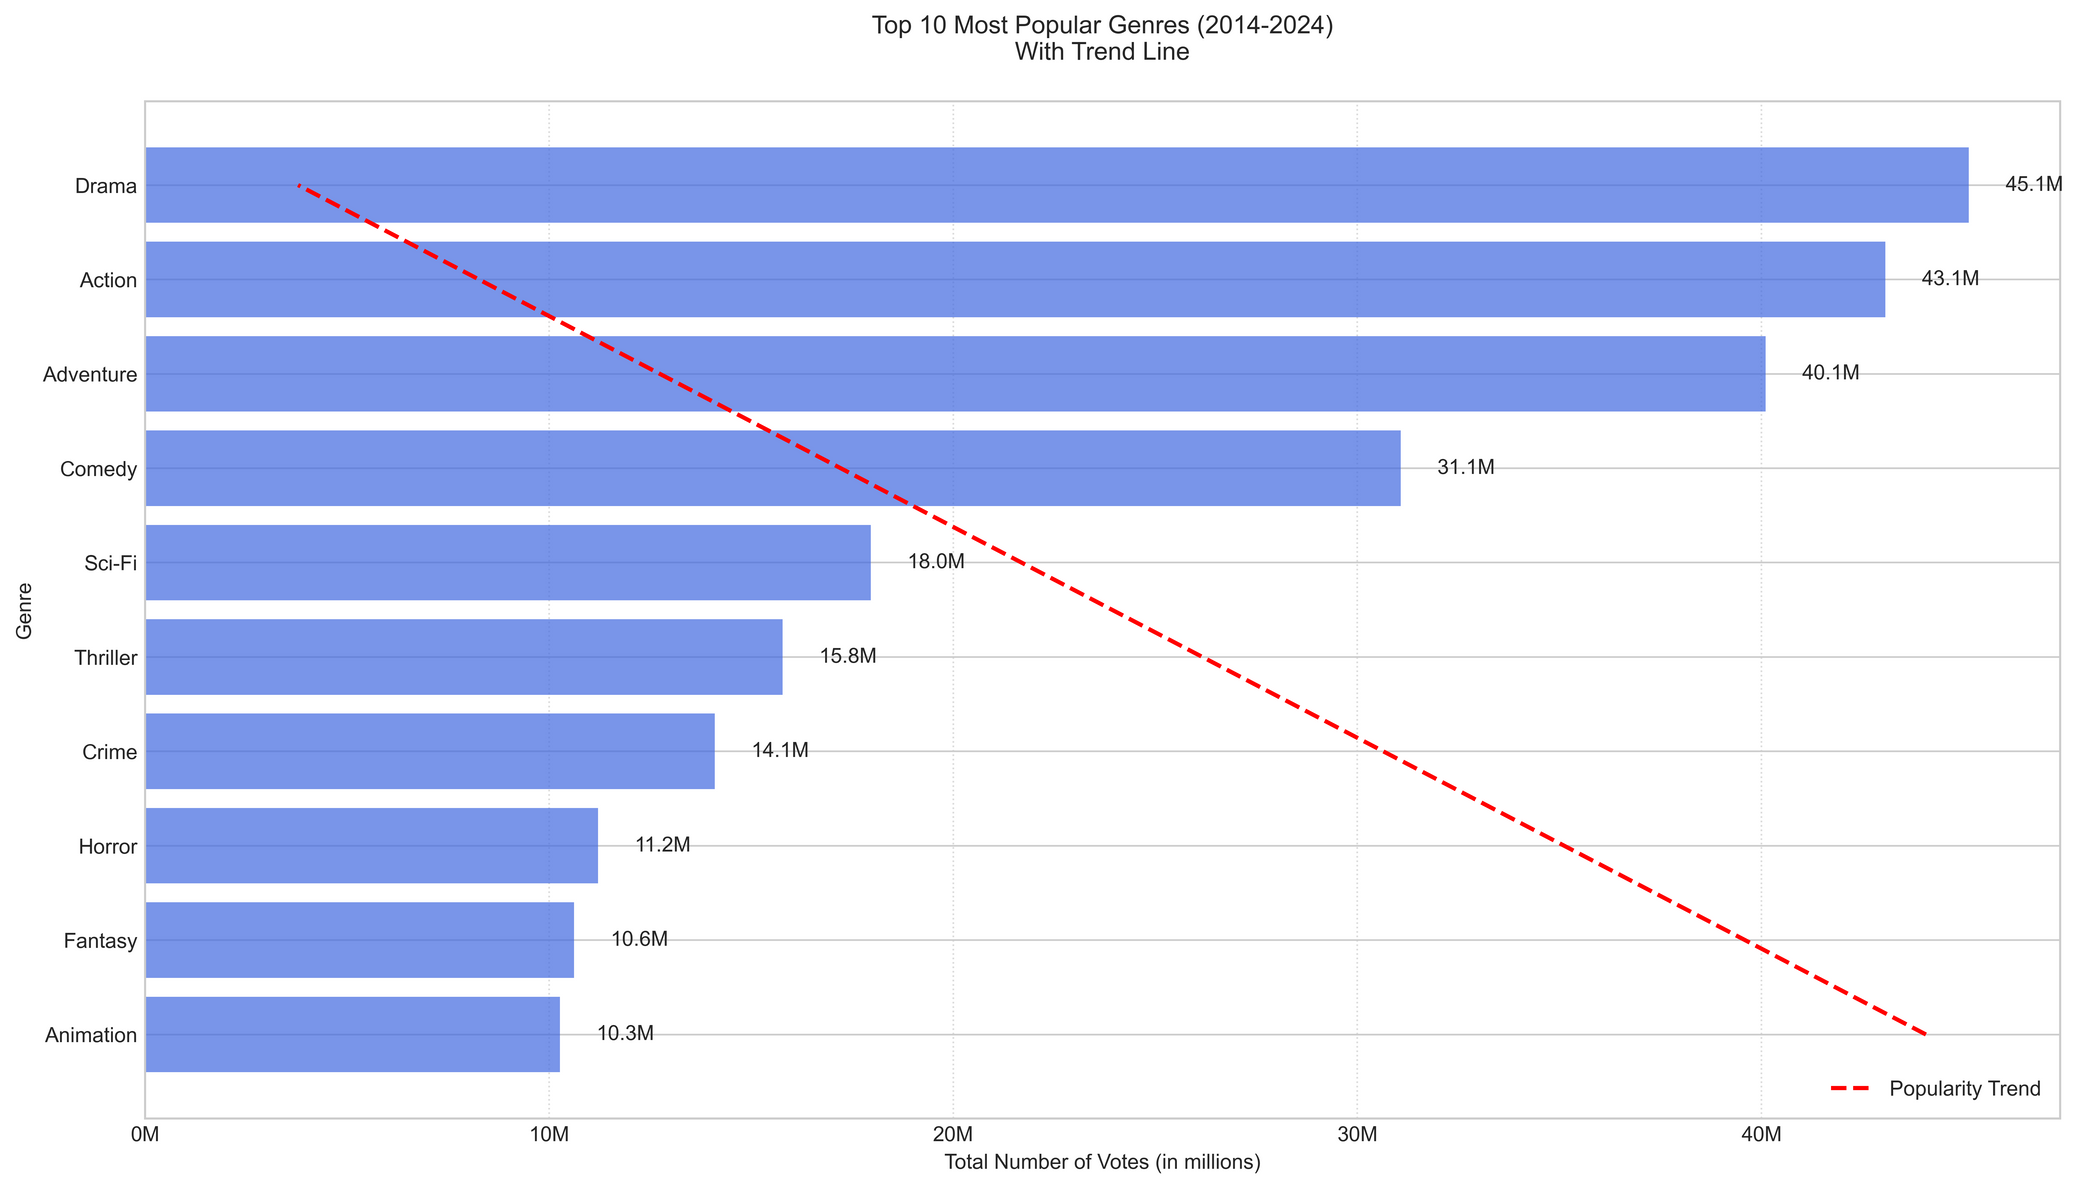 Top 10 Most Popular Genres (2014-2024)
With Trend Line
Genre
Drama
45.1M
Action
43.1M
Adventure
40.1M
Comedy
31.1M
Sci-Fi
18.0M
Thriller
15.8M
Crime
14.1M
Horror
11.2M
Fantasy
10.6M
Animation
10.3M
Popularity Trend
0M 10M 20M 30M 40M
Total Number of Votes (in millions)